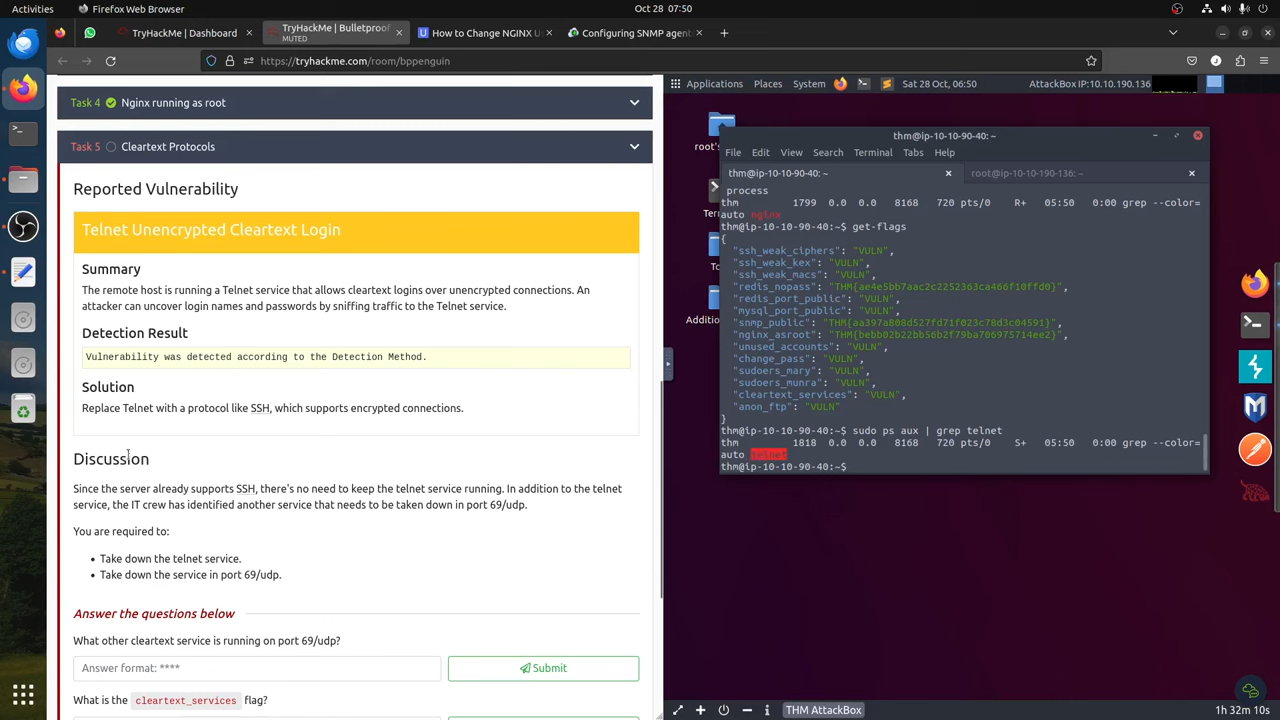 Activities
Firefox Web Browser
Oct 28 07:50
TryHackMe | Dashboard
TryHackMe | Bulletproof
MUTED
How to Change NGINX U
Configuring SNMP agent
https://tryhackme.com/room/bppenguin
Task 4 Nginx running as root
Task 5 Cleartext Protocols
Reported Vulnerability
Telnet Unencrypted Cleartext Login
Summary
The remote host is running a Telnet service that allows cleartext logins over unencrypted connections. An
attacker can uncover login names and passwords by sniffing traffic to the Telnet service.
Detection Result
Vulnerability was detected according to the Detection Method.
Solution
Replace Telnet with a protocol like SSH, which supports encrypted connections.
Discussion
Since the server already supports SSH, there's no need to keep the telnet service running. In addition to the telnet
service, the IT crew has identified another service that needs to be taken down in port 69/udp.
You are required to:
• Take down the telnet service.
• Take down the service in port 69/udp.
Answer the questions below
What other cleartext service is running on port 69/udp?
Answer format: ****
Submit
What is the cleartext_services flag?
Applications Places System
Sat 28 Oct, 06:50
AttackBox IP:10.10.190.136
root's
Ter
To
Addition
thm@ip-10-10-90-40: ~
File Edit View Search Terminal Tabs Help
thm@ip-10-10-90-40: ~
root@ip-10-10-190-136: ~
process
thm 1799 0.0 0.0 8168 720 pts/0 R+ 05:50 0:00 grep --color=
auto nginx
thm@ip-10-10-90-40:~$ get-flags
{
"ssh_weak_ciphers": "VULN",
"ssh_weak_kex": "VULN",
"ssh_weak_macs": "VULN",
"redis_nopass": "THM{ae4e5bb7aac2c2252363ca466f10ffd0}",
"redis_port_public": "VULN",
"mysql_port_public": "VULN",
"snmp_public": "THM{aa397a808d527fd71f023c78d3c04591}",
"nginx_asroot": "THM{bebb02b22bb56b2f79ba706975714ee2}",
"unused_accounts": "VULN",
"change_pass": "VULN",
"sudoers_mary": "VULN",
"sudoers_munra": "VULN",
"cleartext_services": "VULN",
"anon_ftp": "VULN"
}
thm@ip-10-10-90-40:~$ sudo ps aux | grep telnet
thm 1818 0.0 0.0 8168 720 pts/0 S+ 05:50 0:00 grep --color=
auto telnet
thm@ip-10-10-90-40:~$
THM AttackBox
1h 32m 10s